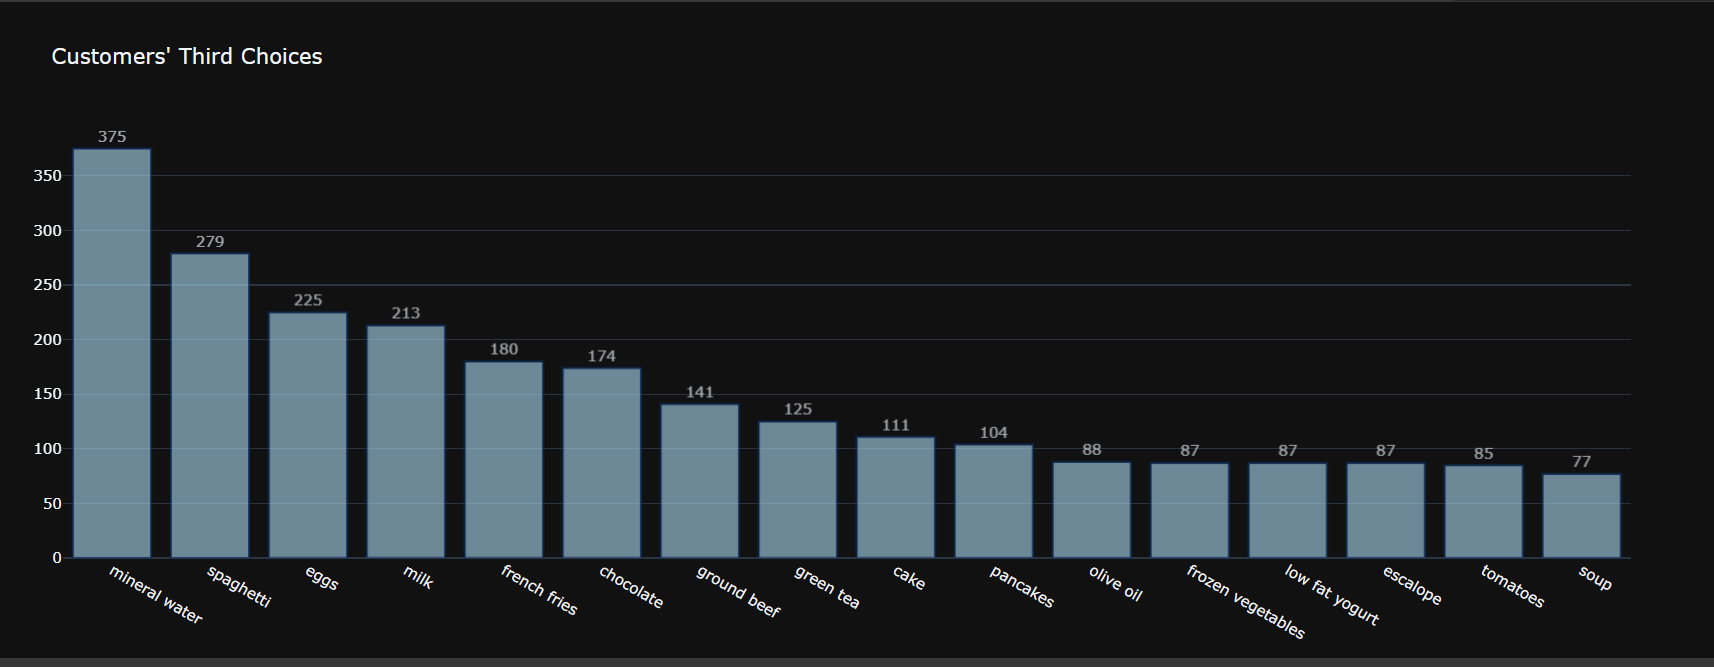 Customers' Third Choices
375
279
225
213
180
174
141
125
111
104
88
87
87
87
85
77
350
300
250
200
150
100
50
0
mineral water
spaghetti
eggs
milk
french fries
chocolate
ground beef
green tea
cake
pancakes
olive oil
frozen vegetables
low fat yogurt
escalope
tomatoes
soup